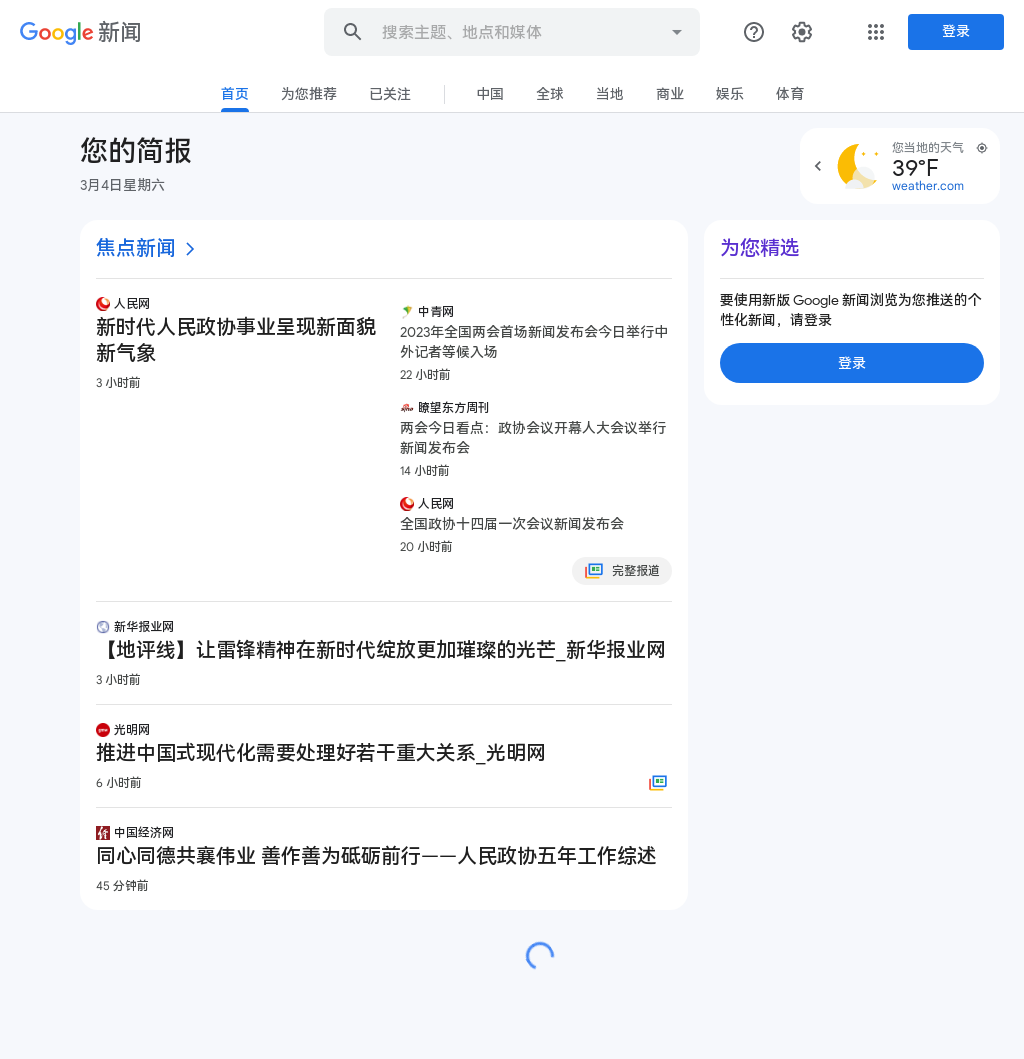 Google 新闻
搜索主题、地点和媒体
登录
首页
为您推荐
已关注
中国
全球
当地
商业
娱乐
体育
您的简报
3月4日星期六
您当地的天气
39°F
weather.com
焦点新闻
人民网
新时代人民政协事业呈现新面貌
新气象
3 小时前
中青网
2023年全国两会首场新闻发布会今日举行中
外记者等候入场
22 小时前
瞭望东方周刊
两会今日看点：政协会议开幕人大会议举行
新闻发布会
14 小时前
人民网
全国政协十四届一次会议新闻发布会
20 小时前
完整报道
新华报业网
【地评线】让雷锋精神在新时代绽放更加璀璨的光芒_新华报业网
3 小时前
光明网
推进中国式现代化需要处理好若干重大关系_光明网
6 小时前
中国经济网
同心同德共襄伟业 善作善为砥砺前行——人民政协五年工作综述
45 分钟前
为您精选
要使用新版 Google 新闻浏览为您推送的个
性化新闻，请登录
登录